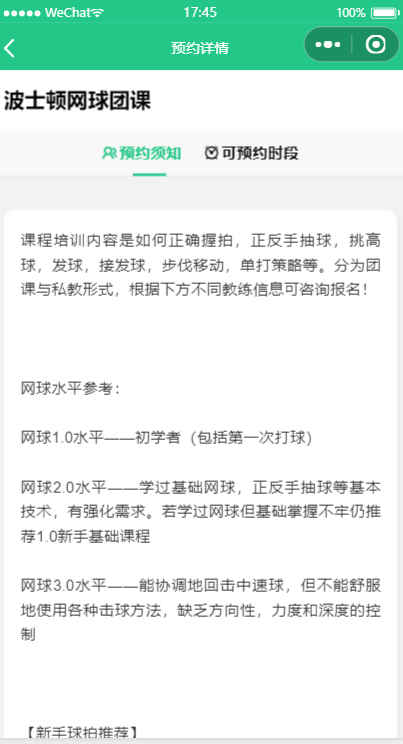 WeChat
17:45
100%
预约详情
波士顿网球团课
预约须知
可预约时段
课程培训内容是如何正确握拍，正反手抽球，挑高
球，发球，接发球，步伐移动，单打策略等。分为团
课与私教形式，根据下方不同教练信息可咨询报名！
网球水平参考：
网球1.0水平——初学者（包括第一次打球）
网球2.0水平——学过基础网球，正反手抽球等基本
技术，有强化需求。若学过网球但基础掌握不牢仍推
荐1.0新手基础课程
网球3.0水平——能协调地回击中速球，但不能舒服
地使用各种击球方法，缺乏方向性，力度和深度的控
制
【新手球拍推荐】